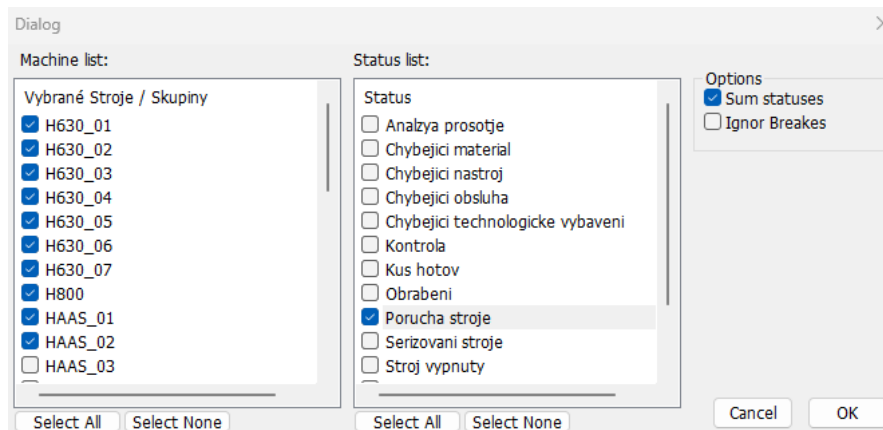 Dialog
Machine list:
Vybrané Stroje / Skupiny
H630_01
H630_02
H630_03
H630_04
H630_05
H630_06
H630_07
H800
HAAS_01
HAAS_02
HAAS_03
Select All
Select None
Status list:
Status
Analzya prosotje
Chybejici material
Chybejici nastroj
Chybejici obsluha
Chybejici technologicke vybaveni
Kontrola
Kus hotov
Obrabeni
Porucha stroje
Serizovani stroje
Stroj vypnuty
Select All
Select None
Options
Sum statuses
Ignor Breakes
Cancel
OK